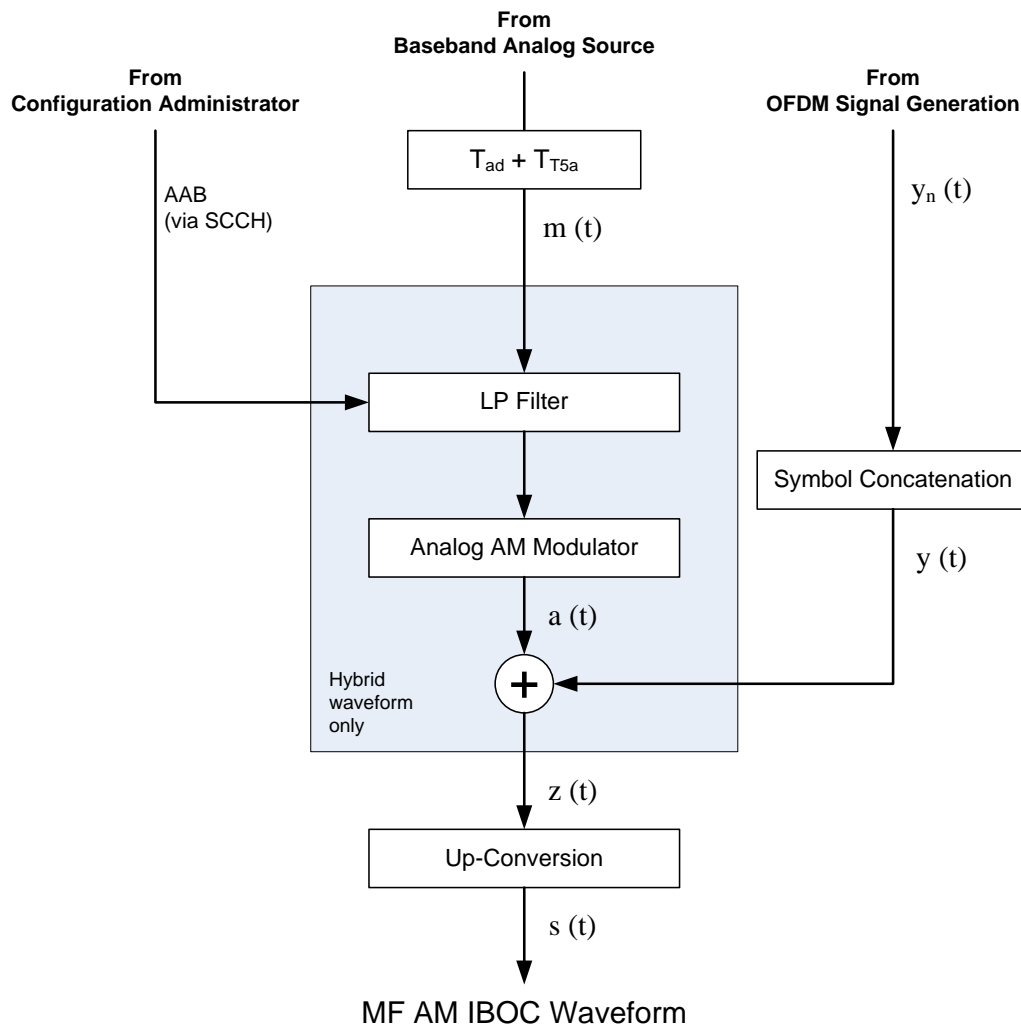 From
Baseband Analog Source
From
Configuration Administrator
From
OFDM Signal Generation
T_ad + T_T5a
AAB
(via SCCH)
y_n (t)
m (t)
LP Filter
Symbol Concatenation
Analog AM Modulator
y (t)
a (t)
+
Hybrid
waveform
only
z (t)
Up-Conversion
s (t)
MF AM IBOC Waveform